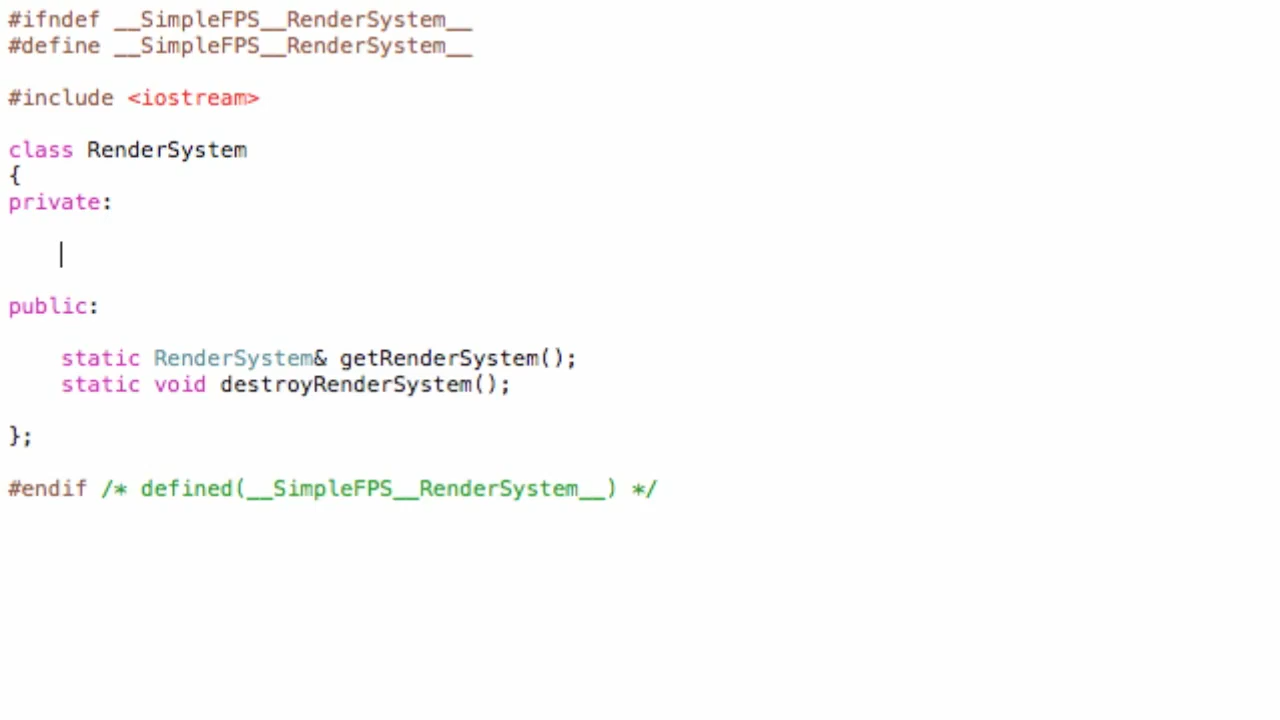 #ifndef __SimpleFPS__RenderSystem__
#define __SimpleFPS__RenderSystem__
#include <iostream>
class RenderSystem
{
private:
public:
static RenderSystem& getRenderSystem();
static void destroyRenderSystem();
};
#endif /* defined(__SimpleFPS__RenderSystem__) */